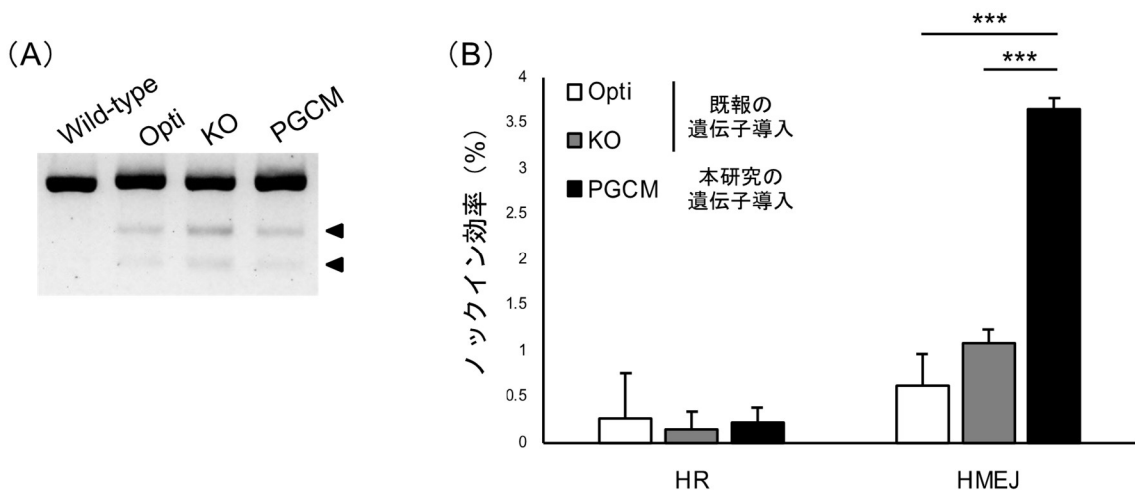 (A)
Wild-type
Opti
KO
PGCM
(B)
***
***
ノックイン効率（%）
4
3.5
3
2.5
2
1.5
1
0.5
0
Opti
KO
既報の
遺伝子導入
PGCM
本研究の
遺伝子導入
HR
HMEJ